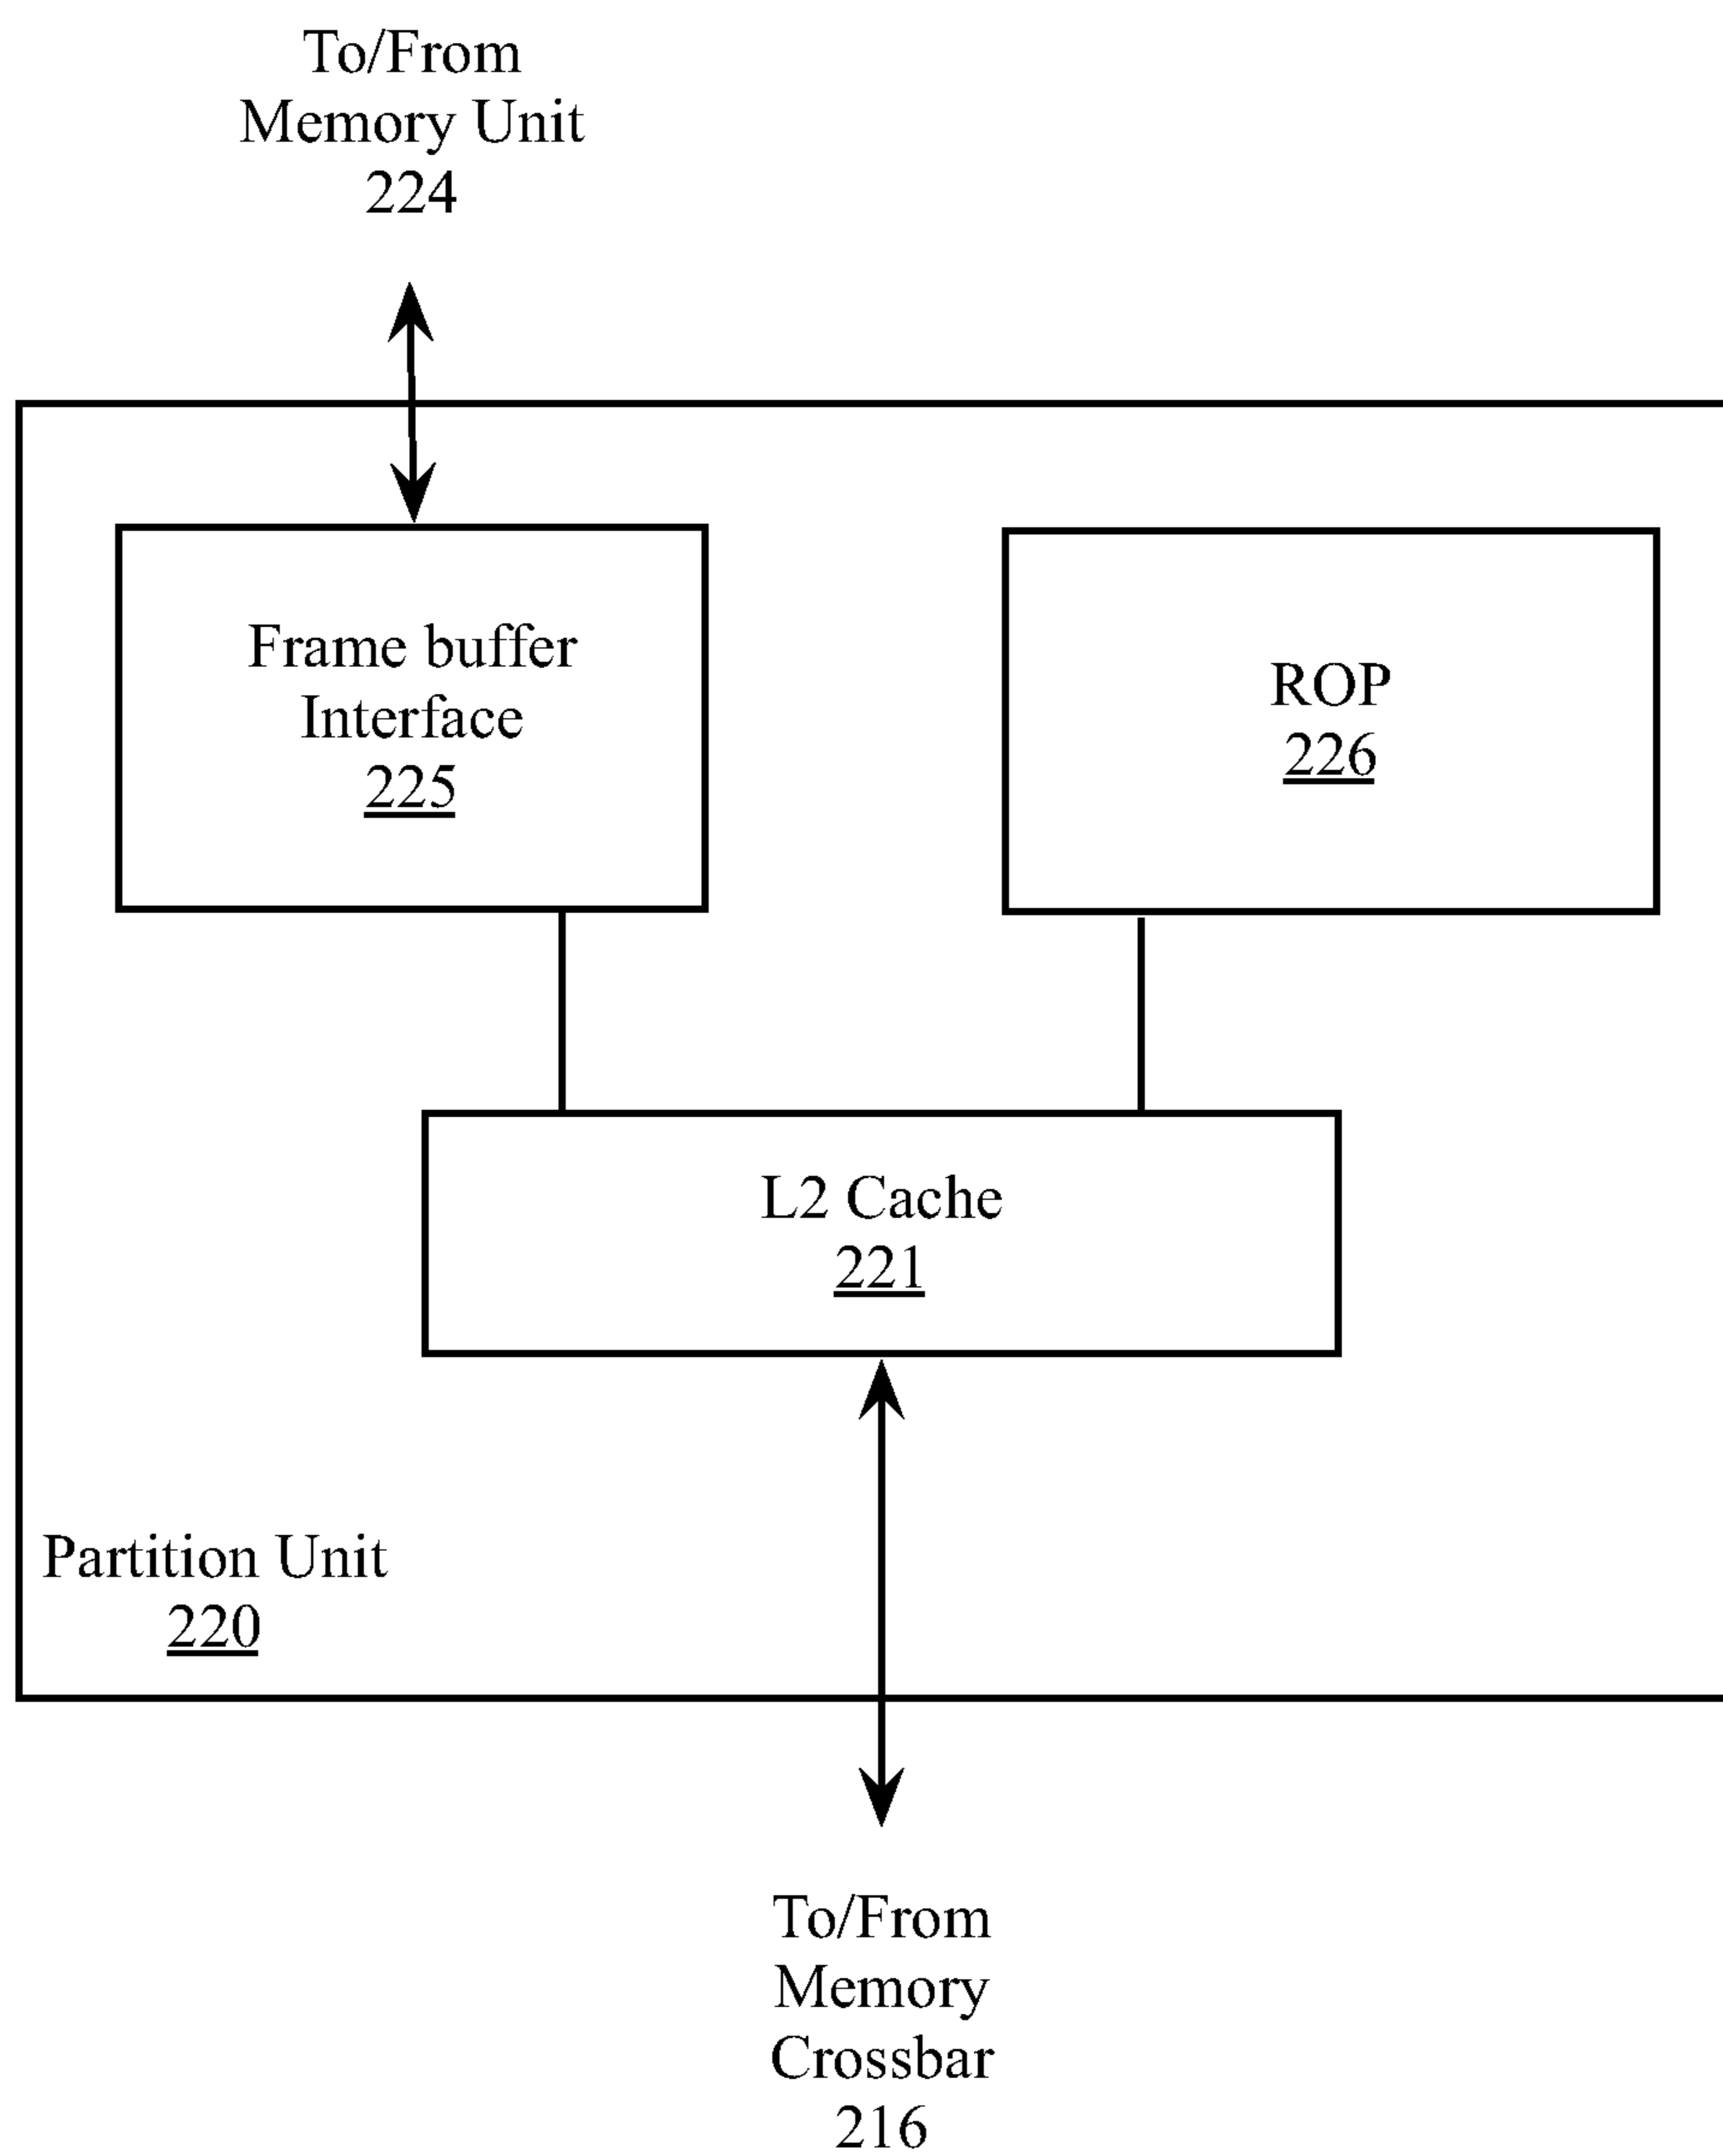 To/From
Memory Unit
224
Frame buffer
Interface
225
ROP
226
L2 Cache
221
Partition Unit
220
To/From
Memory
Crossbar
216